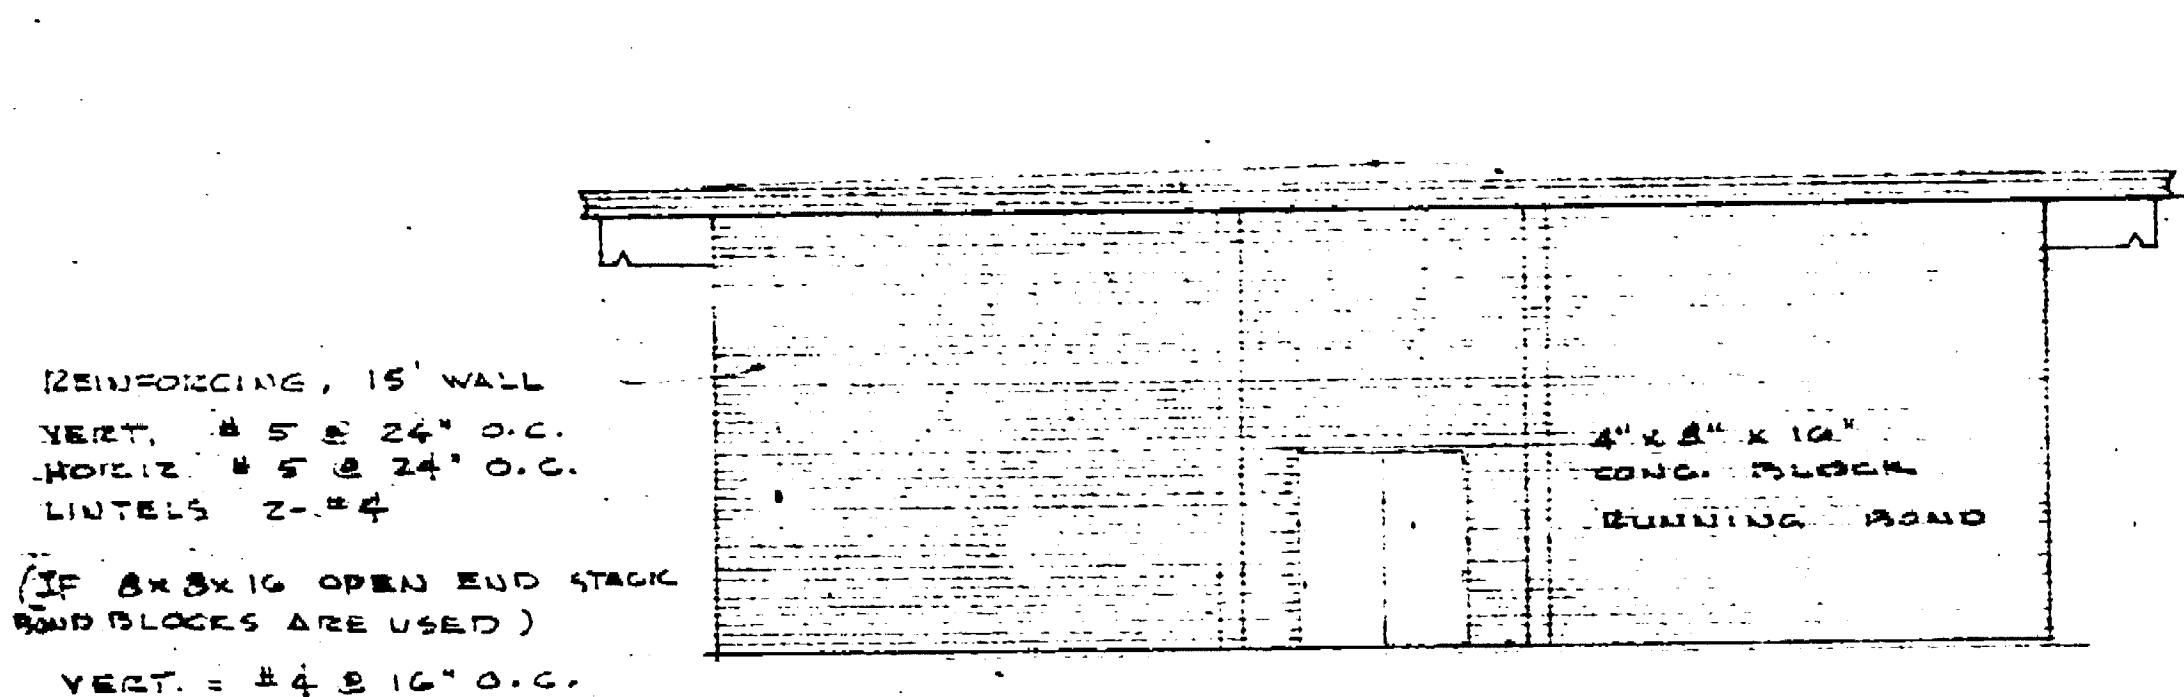 REINFORCING, 15' WALL
VERT. # 5 @ 24" O.C.
HORIZ # 5 @ 24" O.C.
LINTELS 2-#4
(IF 8x8x16 OPEN END STACK
BOND BLOCKS ARE USED)
VERT. = #4 @ 16" O.C.
4" x 8" x 16"
CONC. BLOCK
RUNNING BOND